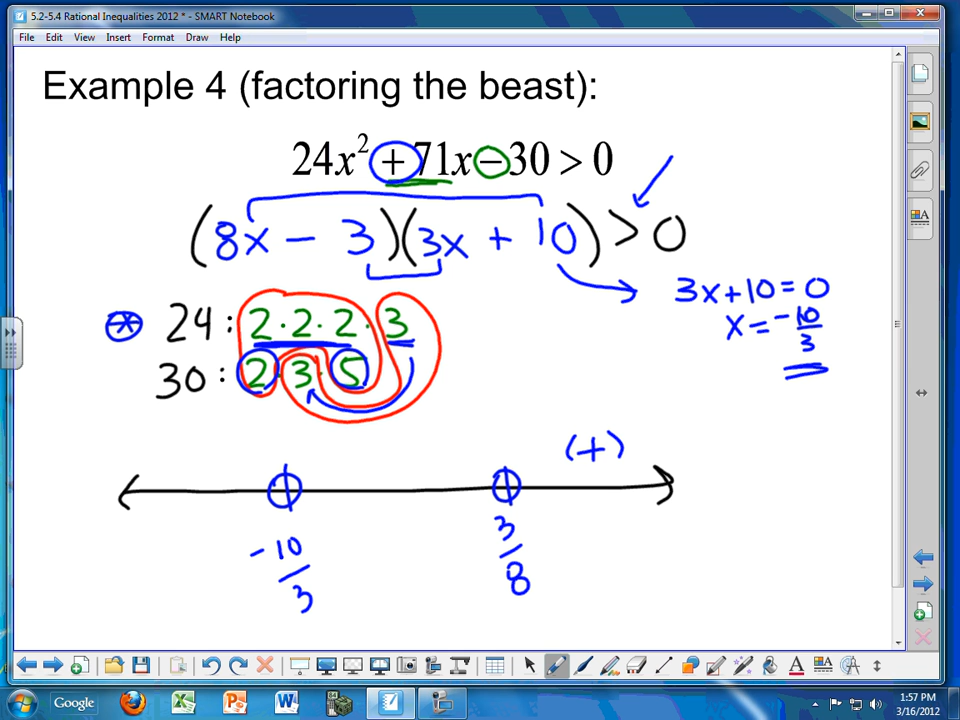 5.2-5.4 Rational Inequalities 2012 * - SMART Notebook
File Edit View Insert Format Draw Help
Example 4 (factoring the beast):
24x² + 71x − 30 > 0
(8x − 3)(3x + 10) > 0
3x + 10 = 0
x = −10/3
24 : 2 · 2 · 2 · 3
30 : 2 · 3 · 5
(+)
−10/3
3/8
Google
1:57 PM
3/16/2012